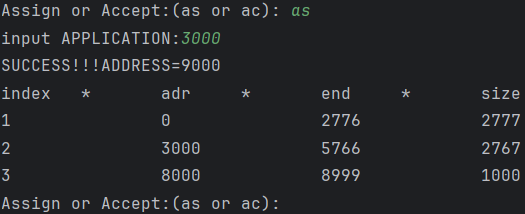 Assign or Accept:(as or ac): as
input APPLICATION:3000
SUCCESS!!!ADDRESS=9000
index * adr * end * size
1 0 2776 2777
2 3000 5766 2767
3 8000 8999 1000
Assign or Accept:(as or ac):